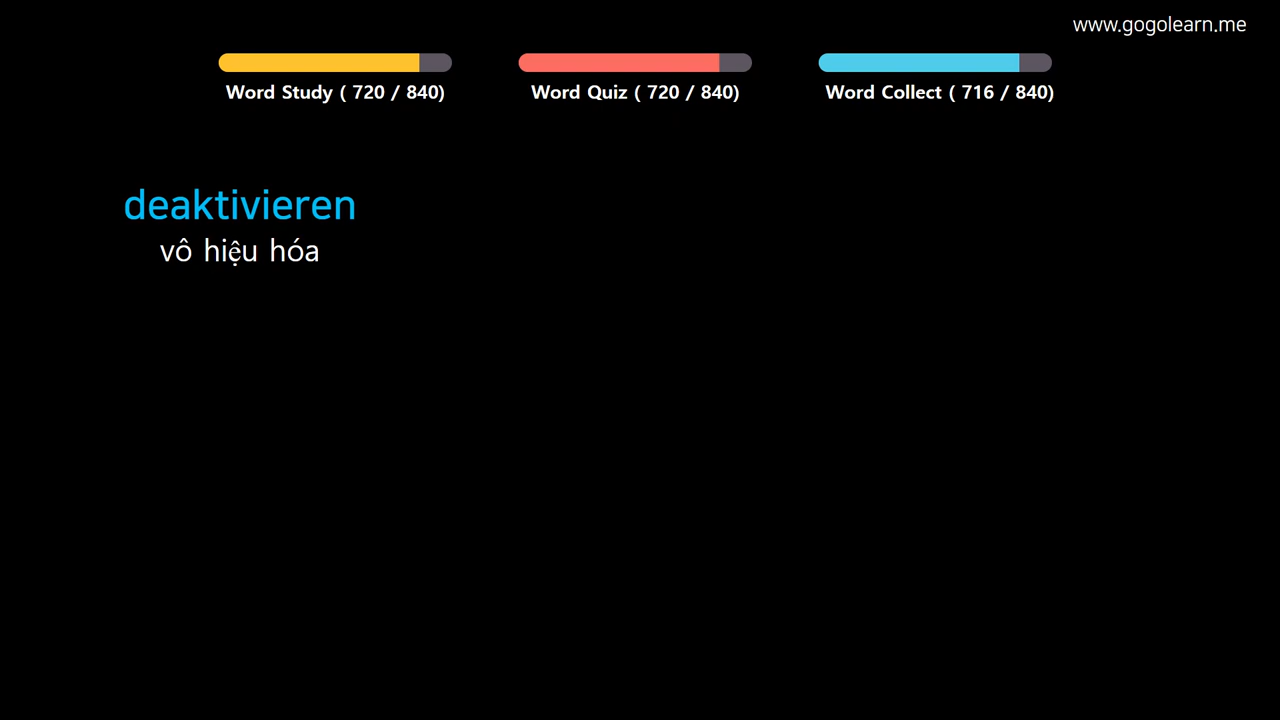 www.gogolearn.me
Word Study ( 720 / 840)
Word Quiz ( 720 / 840)
Word Collect ( 716 / 840)
deaktivieren
vô hiệu hóa